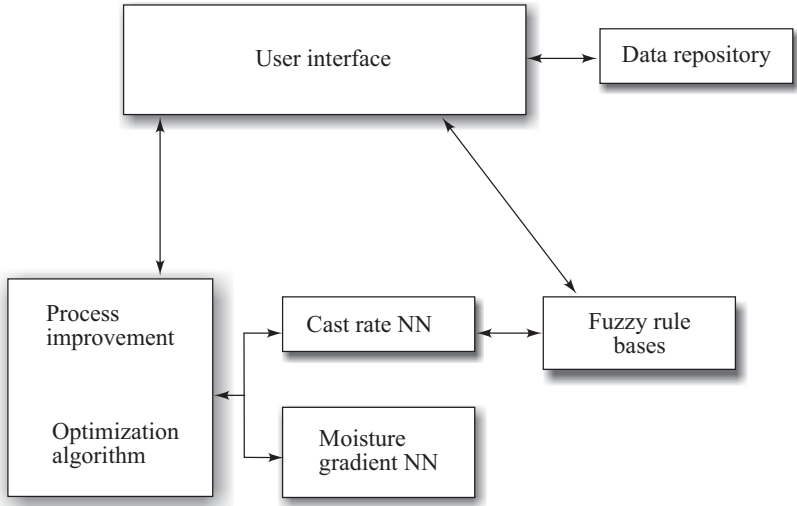 User interface
Data repository
Process
improvement
Optimization
algorithm
Cast rate NN
Moisture
gradient NN
Fuzzy rule
bases